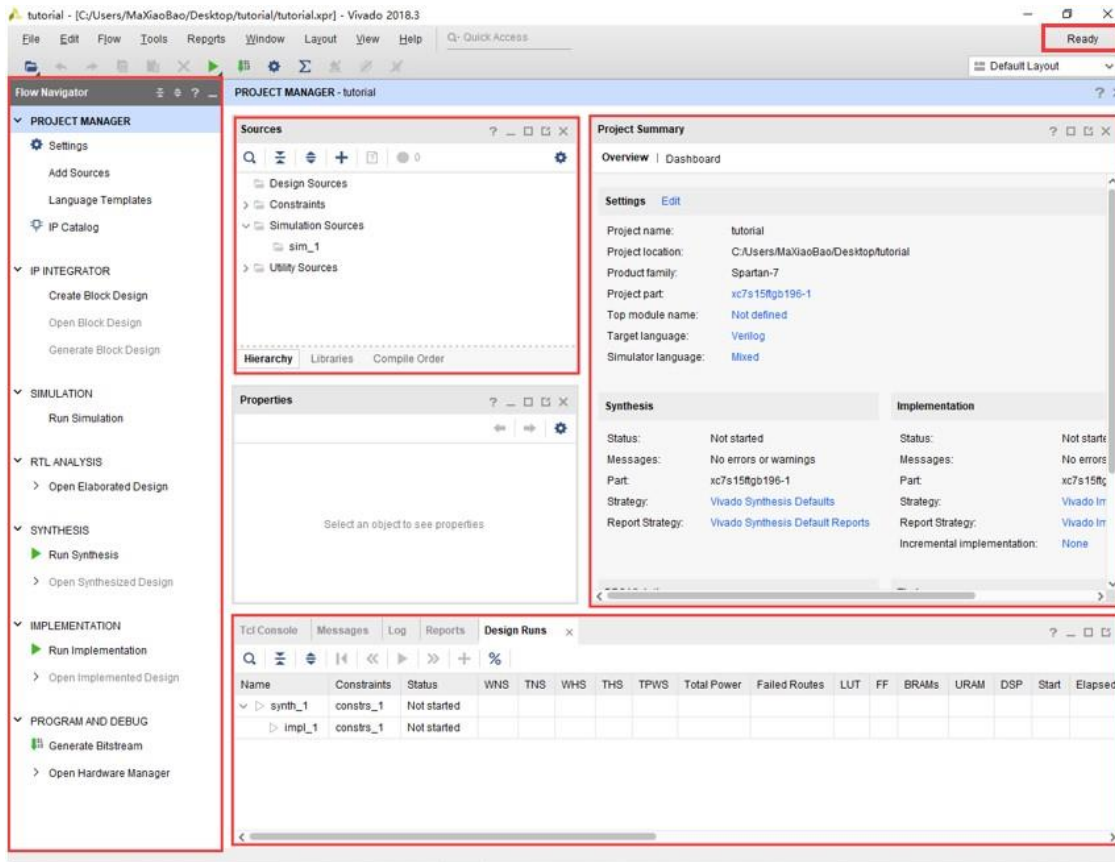 tutorial - [C:/Users/MaXiaoBao/Desktop/tutorial/tutorial.xpr] - Vivado 2018.3
File Edit Flow Tools Reports Window Layout View Help Q- Quick Access
Ready
Default Layout
Flow Navigator
PROJECT MANAGER
Settings
Add Sources
Language Templates
IP Catalog
IP INTEGRATOR
Create Block Design
Open Block Design
Generate Block Design
SIMULATION
Run Simulation
RTL ANALYSIS
Open Elaborated Design
SYNTHESIS
Run Synthesis
Open Synthesized Design
IMPLEMENTATION
Run Implementation
Open Implemented Design
PROGRAM AND DEBUG
Generate Bitstream
Open Hardware Manager
PROJECT MANAGER - tutorial
Sources
0
Design Sources
Constraints
Simulation Sources
sim_1
Utility Sources
Hierarchy Libraries Compile Order
Properties
Select an object to see properties
Project Summary
Overview | Dashboard
Settings Edit
Project name: tutorial
Project location: C:/Users/MaXiaoBao/Desktop/tutorial
Product family: Spartan-7
Project part: xc7s15ftgb196-1
Top module name: Not defined
Target language: Verilog
Simulator language: Mixed
Synthesis
Status: Not started
Messages: No errors or warnings
Part: xc7s15ftgb196-1
Strategy: Vivado Synthesis Defaults
Report Strategy: Vivado Synthesis Default Reports
Implementation
Status: Not starte
Messages: No errors
Part: xc7s15ftg
Strategy: Vivado Im
Report Strategy: Vivado Im
Incremental implementation: None
Tcl Console Messages Log Reports Design Runs
Name Constraints Status WNS TNS WHS THS TPWS Total Power Failed Routes LUT FF BRAMs URAM DSP Start Elapsed
synth_1 constrs_1 Not started
impl_1 constrs_1 Not started